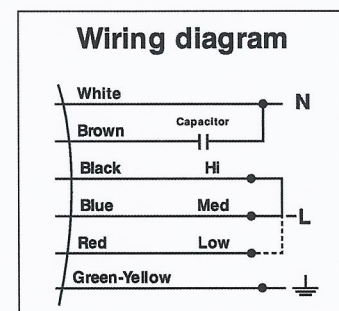 Wiring diagram
White N
Capacitor
Brown
Black Hi
Blue Med L
Red Low
Green-Yellow